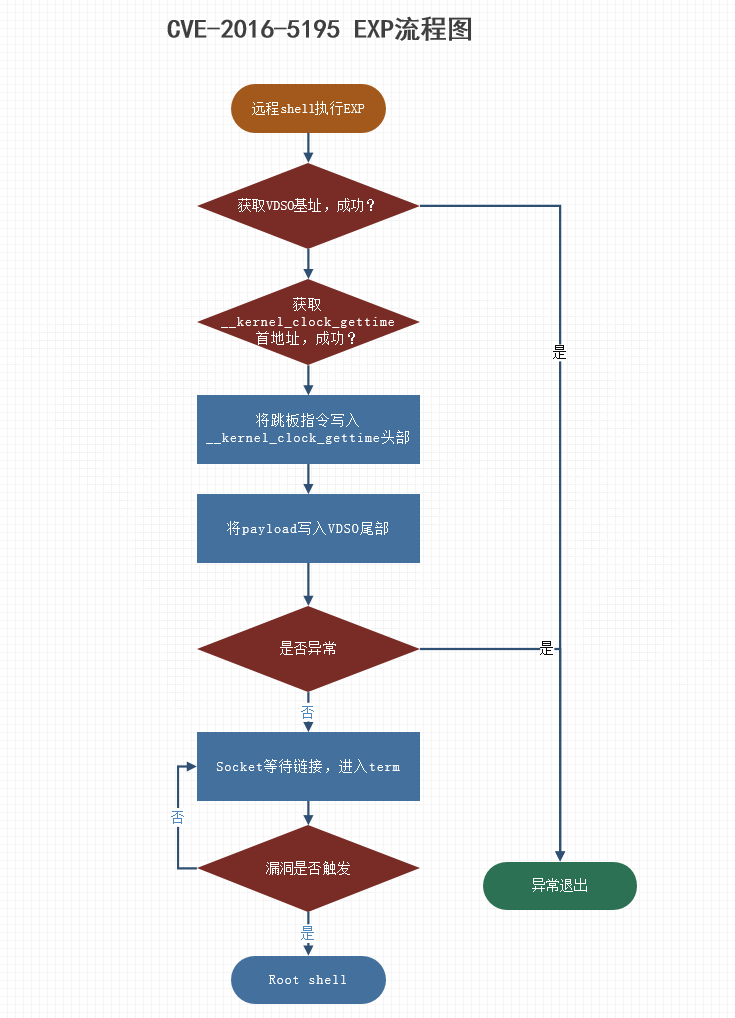 CVE-2016-5195 EXP流程图
远程shell执行EXP
获取VDSO基址，成功？
获取
__kernel_clock_gettime
首地址，成功？
是
将跳板指令写入
__kernel_clock_gettime头部
将payload写入VDSO尾部
是否异常
是
否
Socket等待链接，进入term
否
漏洞是否触发
异常退出
是
Root shell